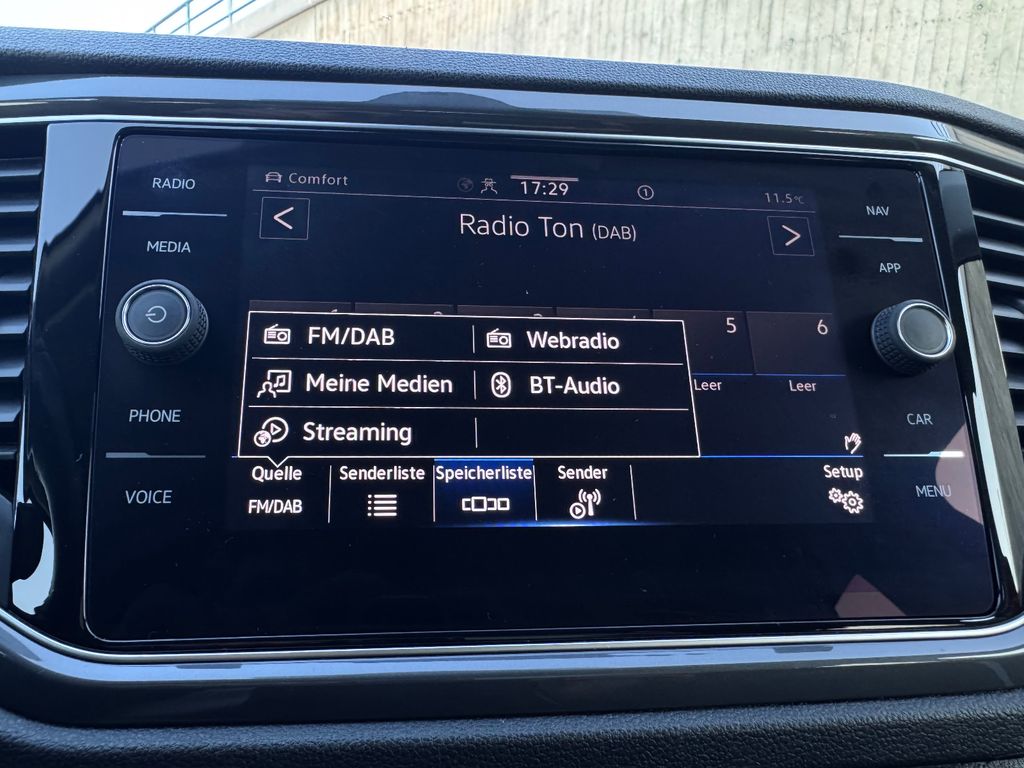 RADIO
MEDIA
PHONE
VOICE
Comfort
17:29
1
11.5°C
Radio Ton (DAB)
5
6
Leer
Leer
FM/DAB
Webradio
Meine Medien
BT-Audio
Streaming
Quelle
FM/DAB
Senderliste
Speicherliste
Sender
Setup
NAV
APP
CAR
MENU